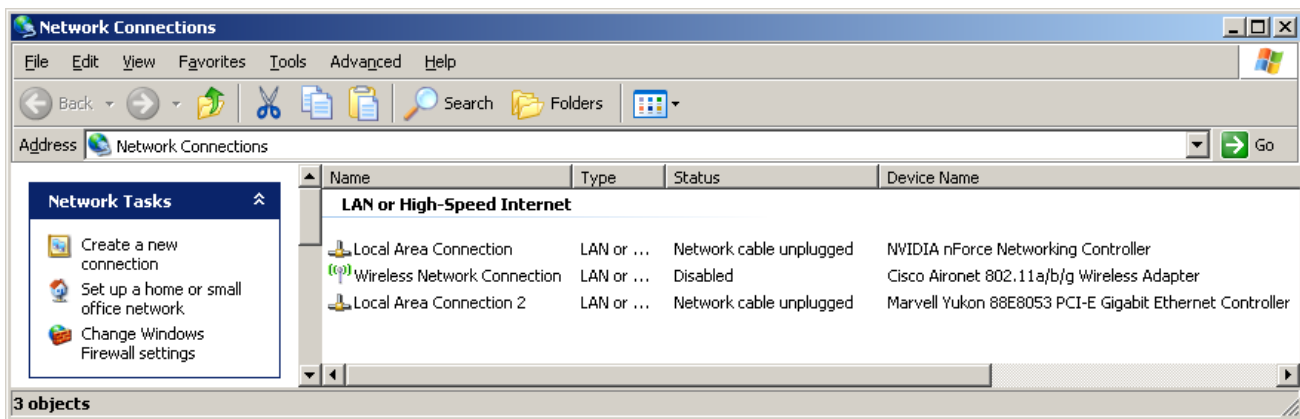 Network Connections
File Edit View Favorites Tools Advanced Help
Back Search Folders
Address Network Connections Go
Network Tasks
Create a new
connection
Set up a home or small
office network
Change Windows
Firewall settings
Name Type Status Device Name
LAN or High-Speed Internet
Local Area Connection LAN or ... Network cable unplugged NVIDIA nForce Networking Controller
Wireless Network Connection LAN or ... Disabled Cisco Aironet 802.11a/b/g Wireless Adapter
Local Area Connection 2 LAN or ... Network cable unplugged Marvell Yukon 88E8053 PCI-E Gigabit Ethernet Controller
3 objects